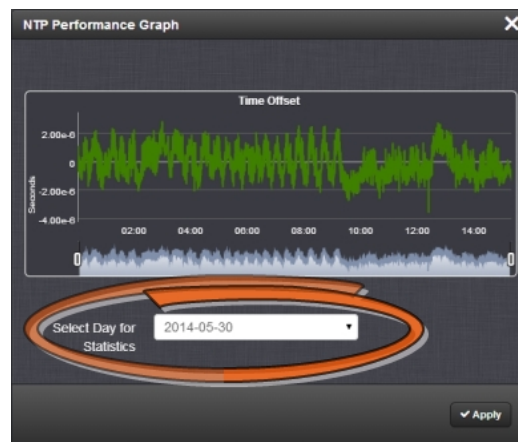 NTP Performance Graph
Time Offset
2.00e-6
0
-2.00e-6
-4.00e-6
Seconds
02:00 04:00 06:00 08:00 10:00 12:00 14:00
Select Day for
Statistics
2014-05-30
Apply